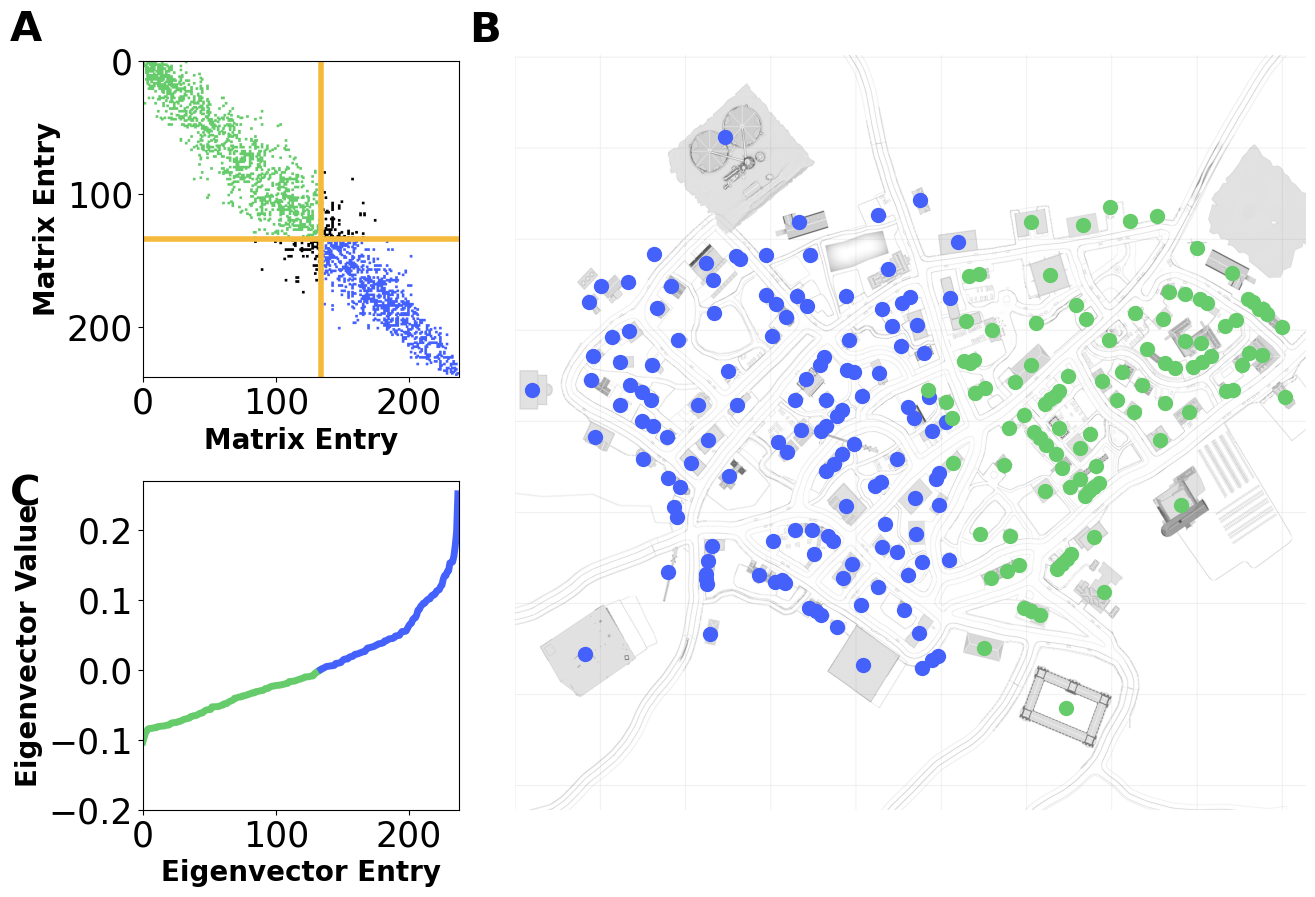 A
B
0
100
200
Matrix Entry
0
100
200
Matrix Entry
C
0.2
0.1
0.0
−0.1
−0.2
Eigenvector Value
0
100
200
Eigenvector Entry